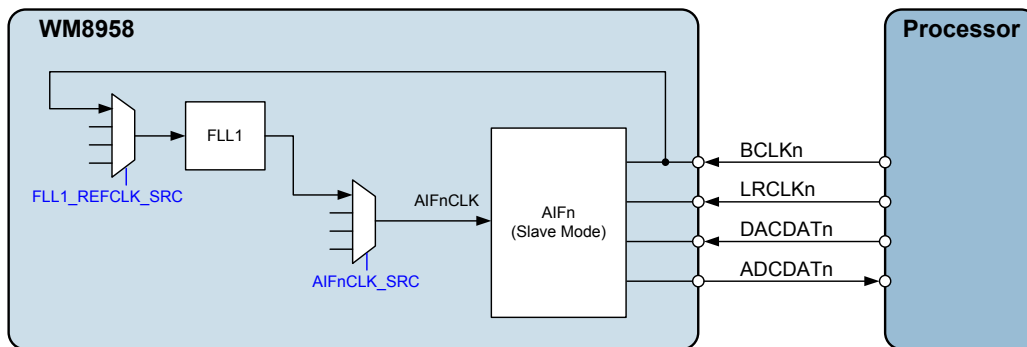 WM8958
Processor
FLL1
FLL1_REFCLK_SRC
AIFnCLK
AIFnCLK_SRC
AIFn
(Slave Mode)
BCLKn
LRCLKn
DACDATn
ADCDATn